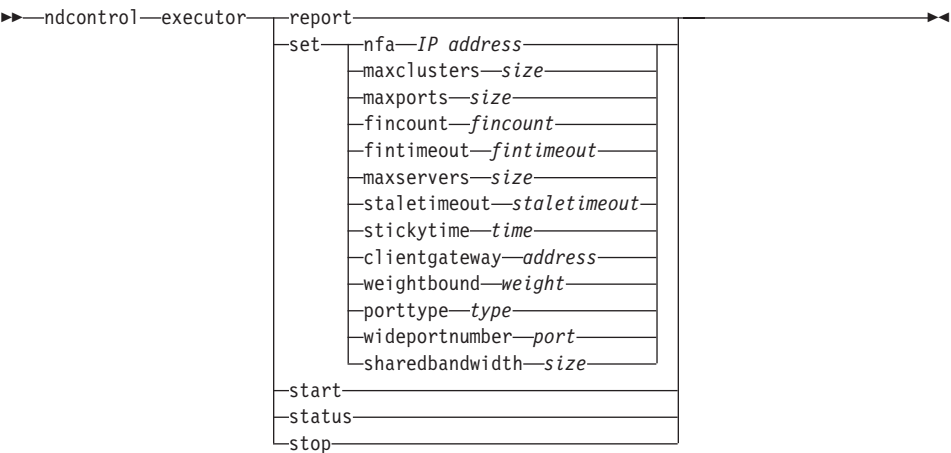 ndcontrol executor report
set nfa IP address
maxclusters size
maxports size
fincount fincount
fintimeout fintimeout
maxservers size
staletimeout staletimeout
stickytime time
clientgateway address
weightbound weight
porttype type
wideportnumber port
sharedbandwidth size
start
status
stop